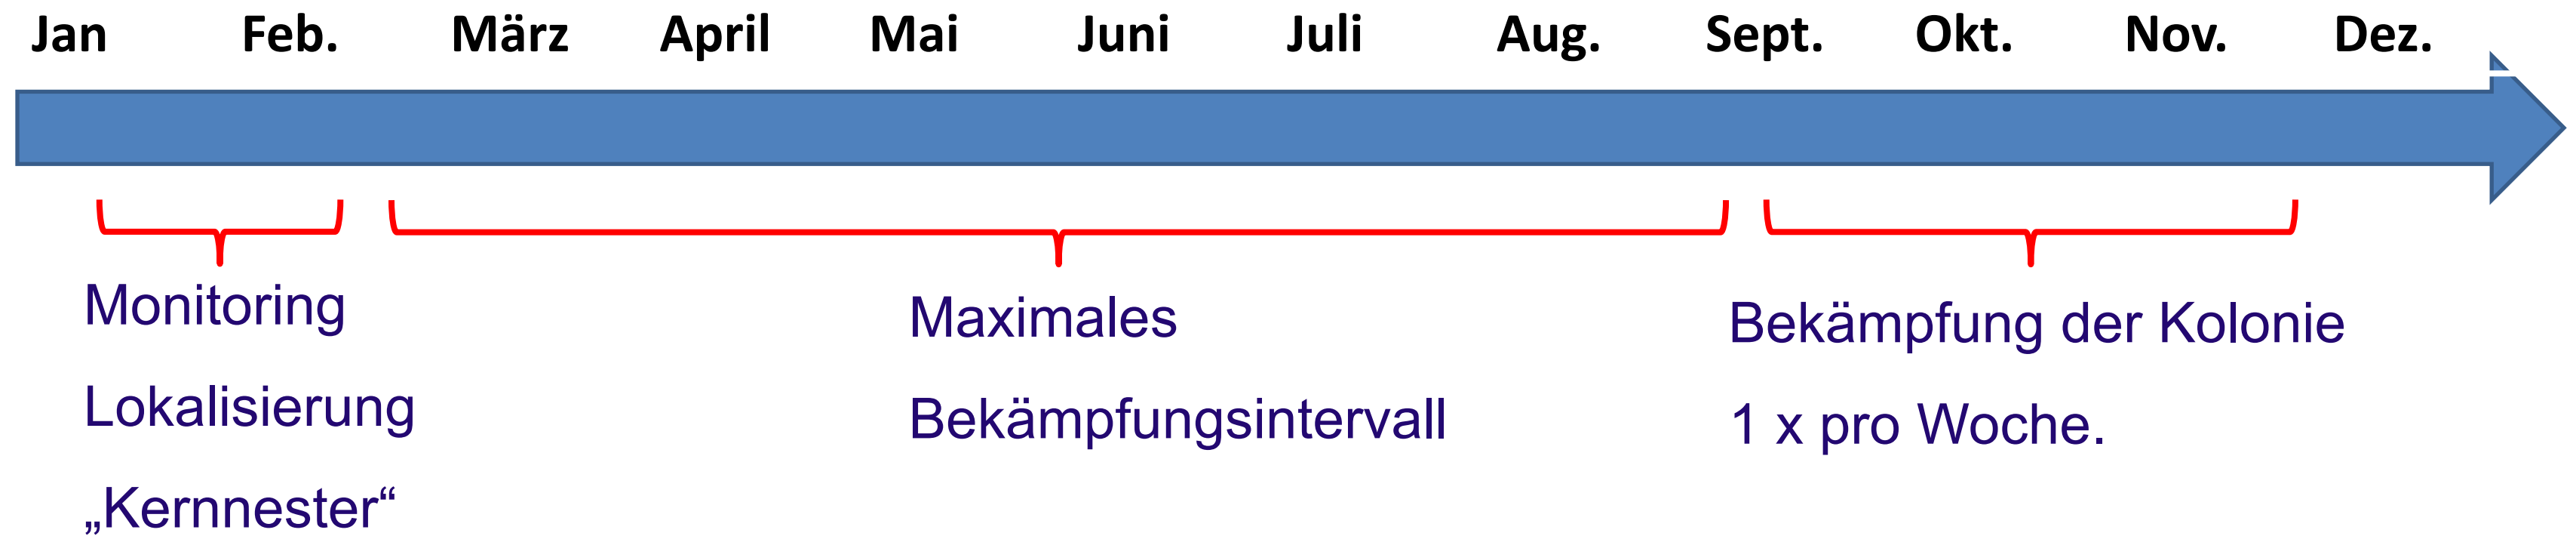 Jan Feb. März April Mai Juni Juli Aug. Sept. Okt. Nov. Dez.
Monitoring
Lokalisierung
„Kernnester“
Maximales
Bekämpfungsintervall
Bekämpfung der Kolonie
1 x pro Woche.